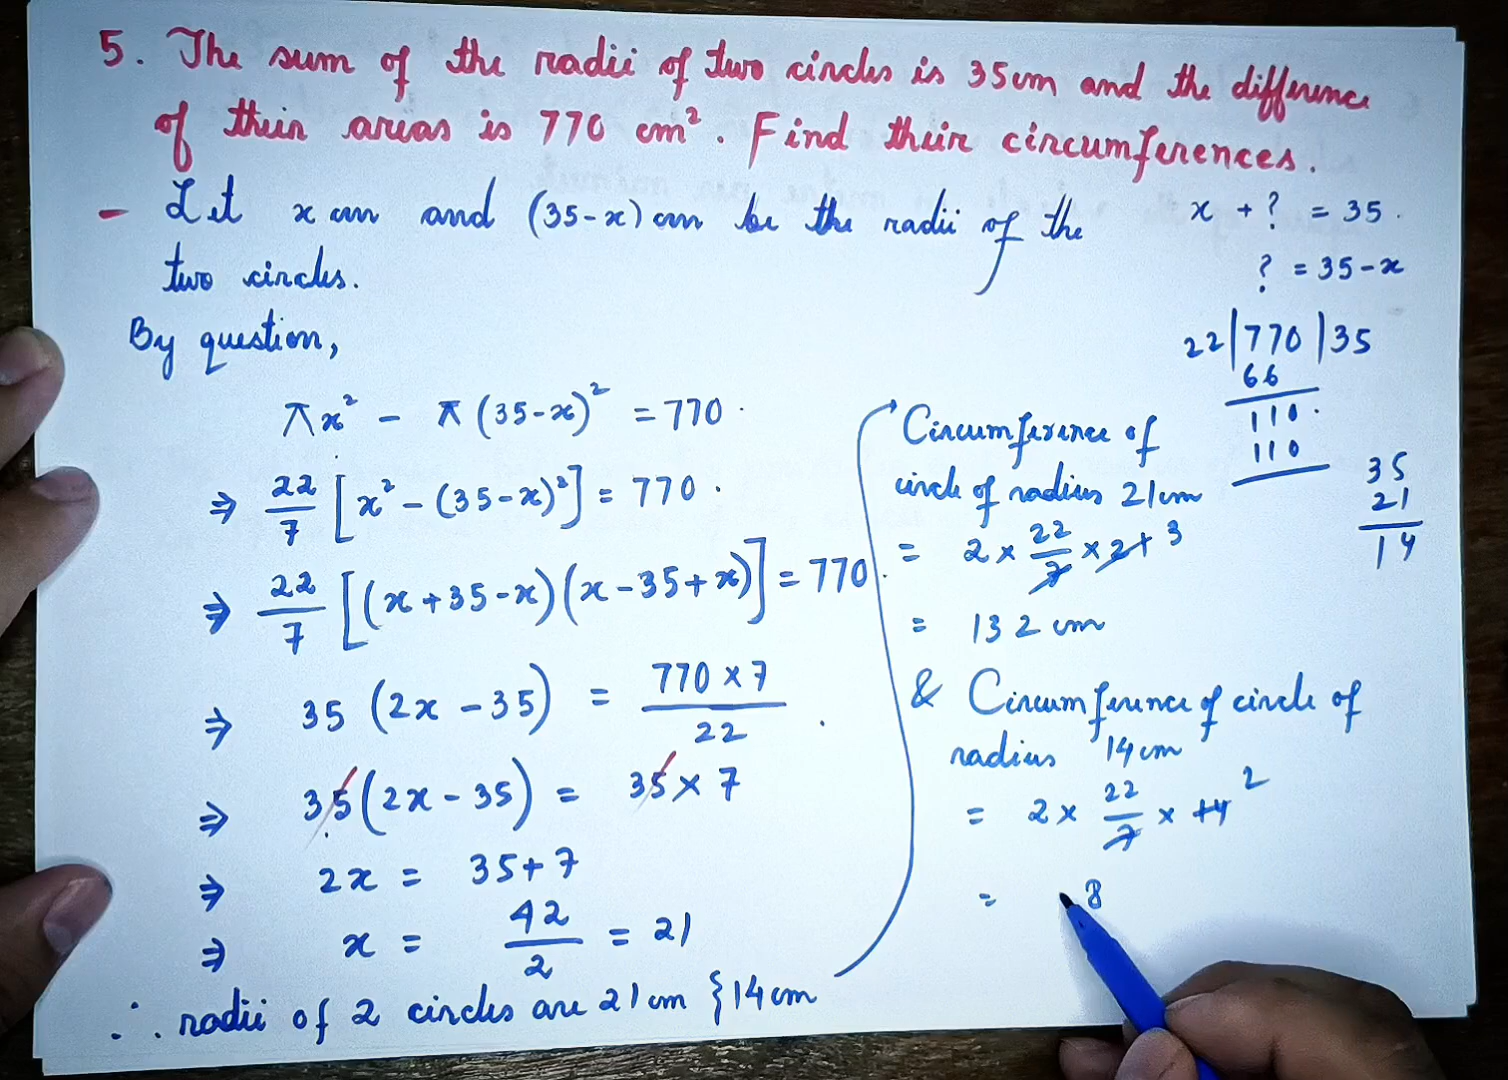 5. The sum of the radii of two circles is 35cm and the difference
of their areas is 770 cm². Find their circumferences.
- Let x cm and (35-x) cm be the radii of the
two circles.
x + ? = 35.
? = 35-x
By question,
πx² - π(35-x)² = 770.
⇒ 22/7 [x² - (35-x)²] = 770.
⇒ 22/7 [(x+35-x)(x-35+x)] = 770.
⇒ 35 (2x - 35) = 770 × 7 / 22.
⇒ 35 (2x - 35) = 35 × 7
⇒ 2x = 35+7
⇒ x = 42/2 = 21
∴ radii of 2 circles are 21cm & 14cm
22|770|35
66
110.
110
35
21
14
Circumference of
circle of radius 21cm
= 2 × 22/7 × 21 3
= 132 cm
& Circumference of circle of
radius 14cm
= 2 × 22/7 × 14 2
= 8